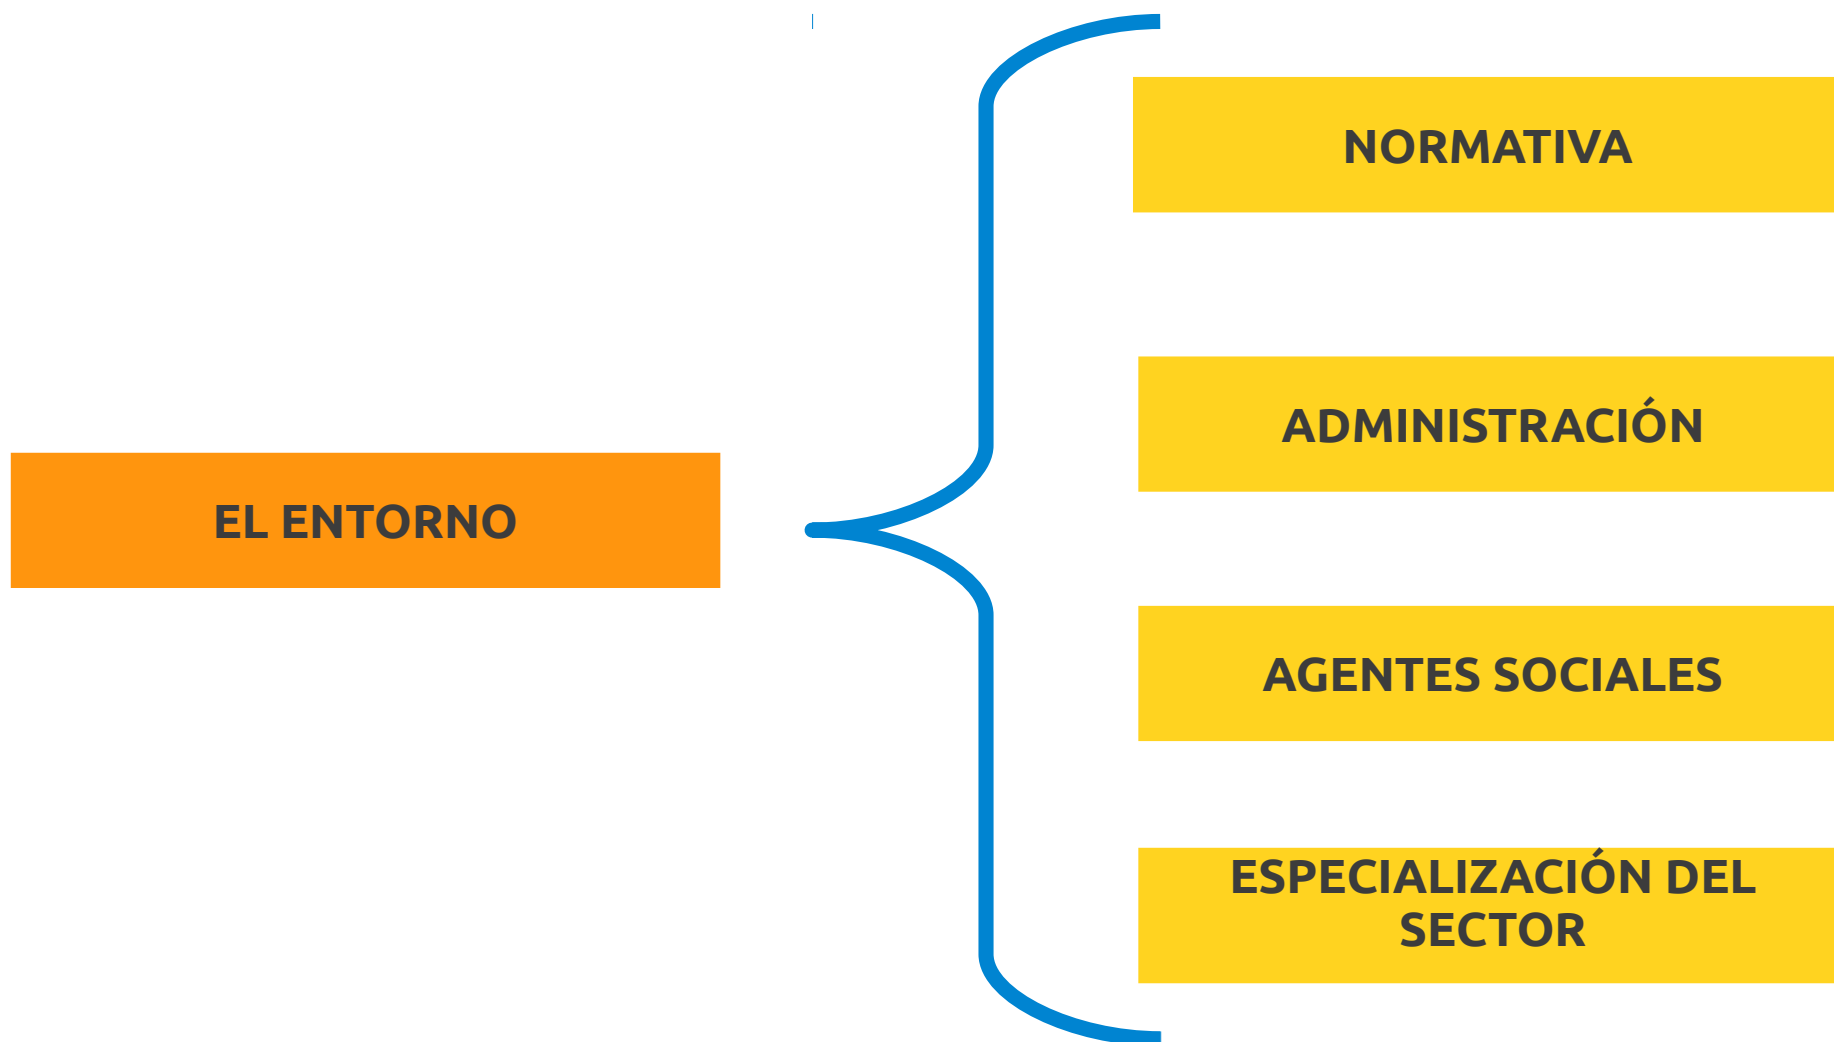 NORMATIVA
ADMINISTRACIÓN
EL ENTORNO
AGENTES SOCIALES
ESPECIALIZACIÓN DEL
SECTOR